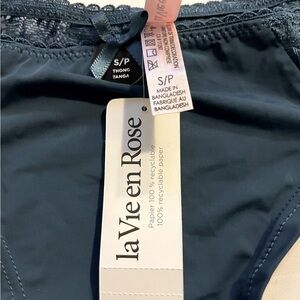 S/P
THONG
TANGA
S/P
MADE IN
BANGLADESH
FABRIQUÉ AU
BANGLADESH
la Vie en Rose
Papier 100 % recyclable
100% recyclable paper